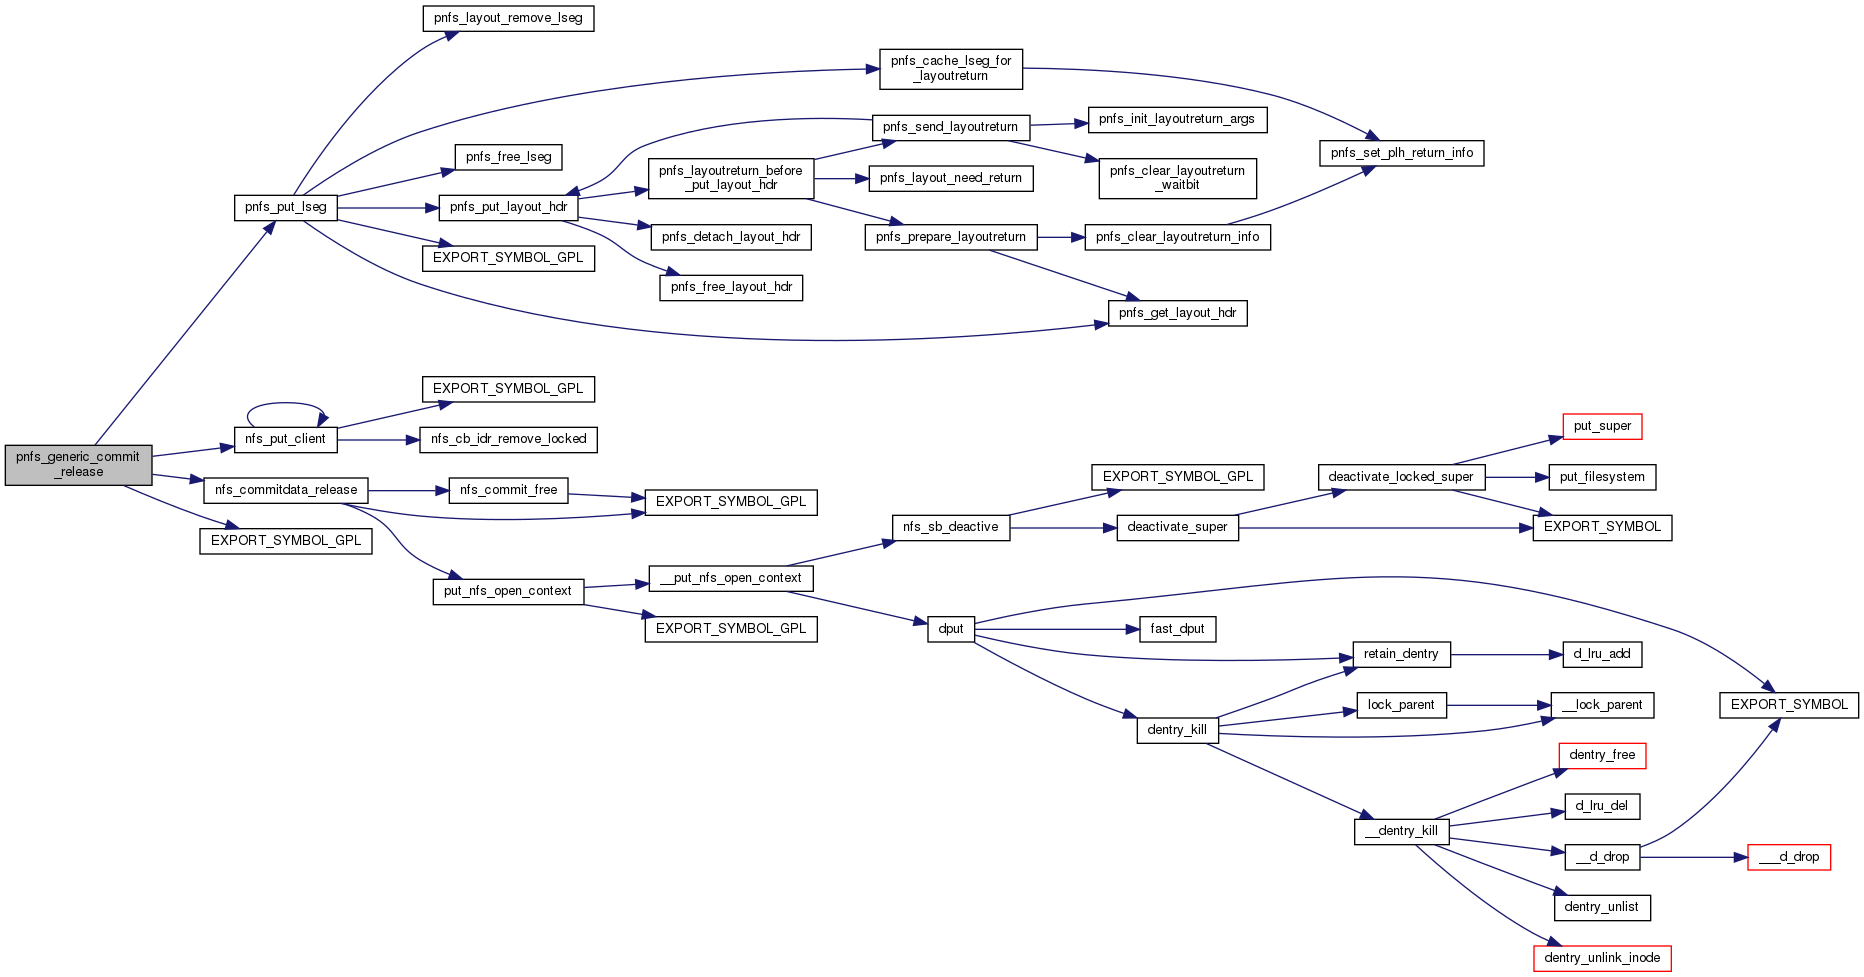 pnfs_layout_remove_lseg
pnfs_cache_lseg_for
_layoutreturn
pnfs_send_layoutreturn
pnfs_init_layoutreturn_args
pnfs_set_plh_return_info
pnfs_free_lseg
pnfs_layoutreturn_before
_put_layout_hdr
pnfs_layout_need_return
pnfs_clear_layoutreturn
_waitbit
pnfs_put_lseg
pnfs_put_layout_hdr
pnfs_detach_layout_hdr
pnfs_prepare_layoutreturn
pnfs_clear_layoutreturn_info
EXPORT_SYMBOL_GPL
pnfs_free_layout_hdr
pnfs_get_layout_hdr
EXPORT_SYMBOL_GPL
nfs_put_client
nfs_cb_idr_remove_locked
put_super
pnfs_generic_commit
_release
nfs_commitdata_release
nfs_commit_free
EXPORT_SYMBOL_GPL
EXPORT_SYMBOL_GPL
deactivate_locked_super
put_filesystem
nfs_sb_deactive
deactivate_super
EXPORT_SYMBOL
EXPORT_SYMBOL_GPL
put_nfs_open_context
__put_nfs_open_context
EXPORT_SYMBOL_GPL
dput
fast_dput
retain_dentry
d_lru_add
lock_parent
__lock_parent
EXPORT_SYMBOL
dentry_kill
dentry_free
d_lru_del
__dentry_kill
__d_drop
___d_drop
dentry_unlist
dentry_unlink_inode